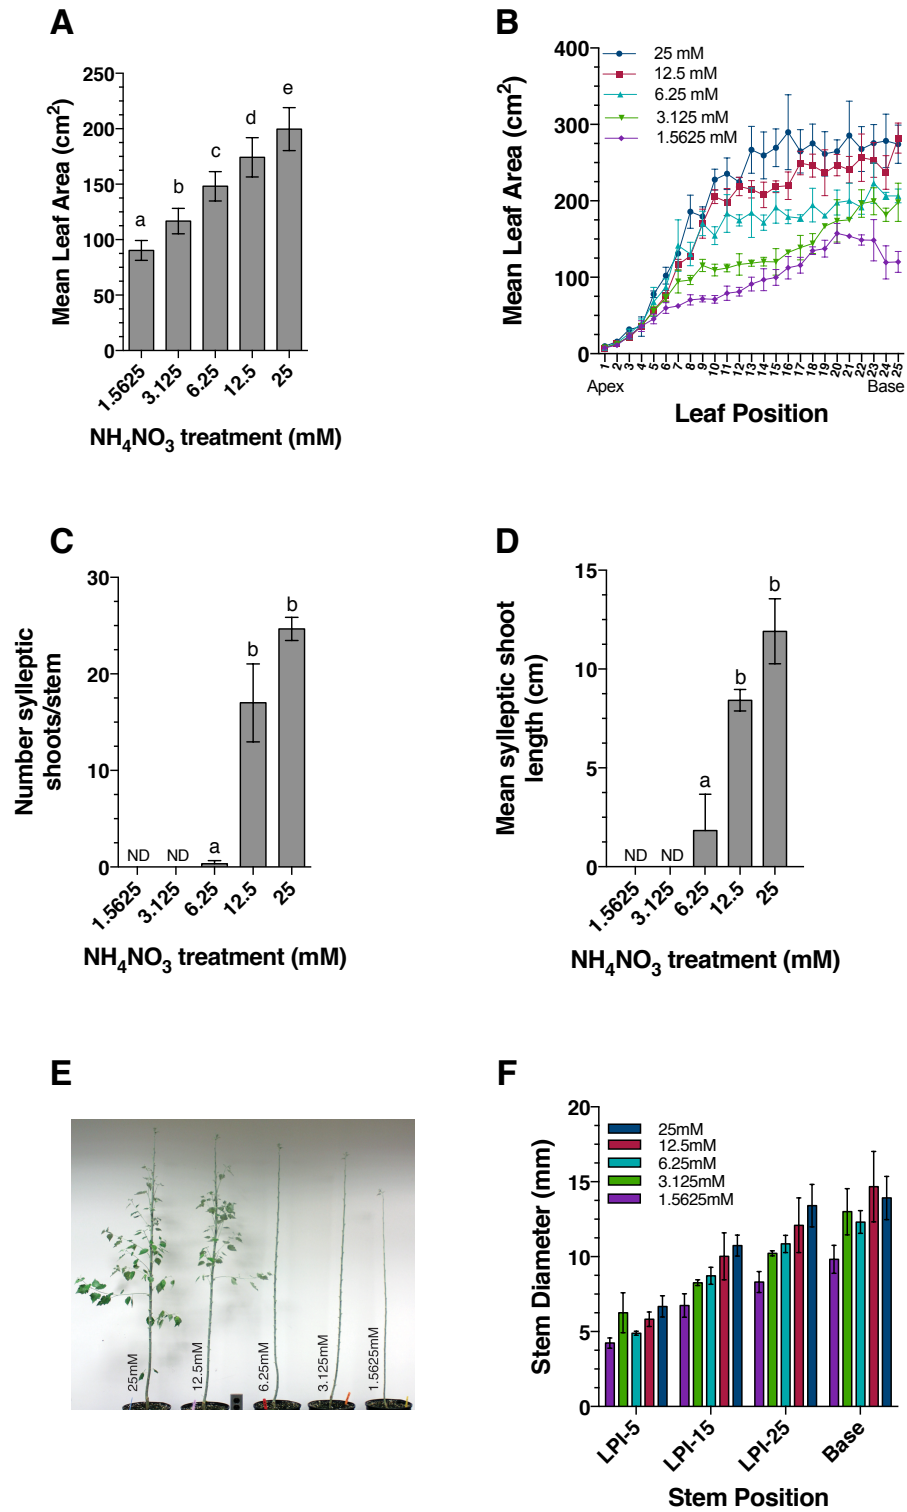 A
Mean Leaf Area (cm²)
250
200
150
100
50
0
a
b
c
d
e
1.5625
3.125
6.25
12.5
25
NH₄NO₃ treatment (mM)
B
Mean Leaf Area (cm²)
400
300
200
100
0
25 mM
12.5 mM
6.25 mM
3.125 mM
1.5625 mM
1 2 3 4 5 6 7 8 9 10 11 12 13 14 15 16 17 18 19 20 21 22 23 24 25
Apex
Base
Leaf Position
C
Number sylleptic
shoots/stem
30
20
10
0
ND
ND
a
b
b
1.5625
3.125
6.25
12.5
25
NH₄NO₃ treatment (mM)
D
Mean sylleptic shoot
length (cm)
15
10
5
0
ND
ND
a
b
b
1.5625
3.125
6.25
12.5
25
NH₄NO₃ treatment (mM)
E
25mM
12.5mM
6.25mM
3.125mM
1.5625mM
F
Stem Diameter (mm)
20
15
10
5
0
25mM
12.5mM
6.25mM
3.125mM
1.5625mM
LPI-5
LPI-15
LPI-25
Base
Stem Position